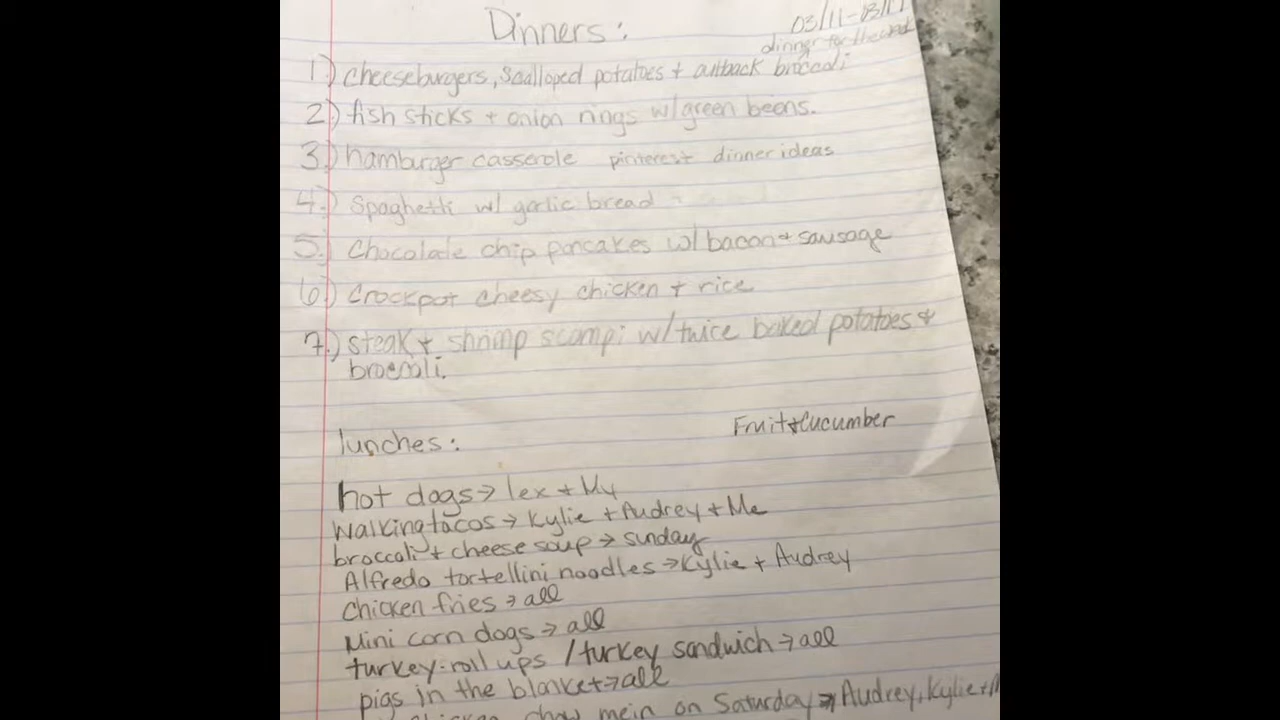 Dinners:
03/11-03/17
dinner for the
1.) cheeseburgers, scalloped potatoes + outback broccoli
2.) fish sticks + onion rings w/green beans.
3.) hamburger casserole pinterest dinner ideas
4.) Spaghetti w/ garlic bread
5.) Chocolate chip pancakes w/ bacon + sausage
6.) Crockpot cheesy chicken + rice
7.) steak + shrimp scampi w/twice baked potatoes +
broccoli.
Fruit + Cucumber
lunches:
hot dogs → lex + My
Walking tacos → Kylie + Audrey + Me
broccoli + cheese soup → sunday
Alfredo tortellini noodles → Kylie + Audrey
Chicken fries → all
Mini corn dogs → all
turkey-roll ups / turkey sandwich → all
pigs in the blanket → all
chicken chow mein on Saturday → Audrey, Kylie +